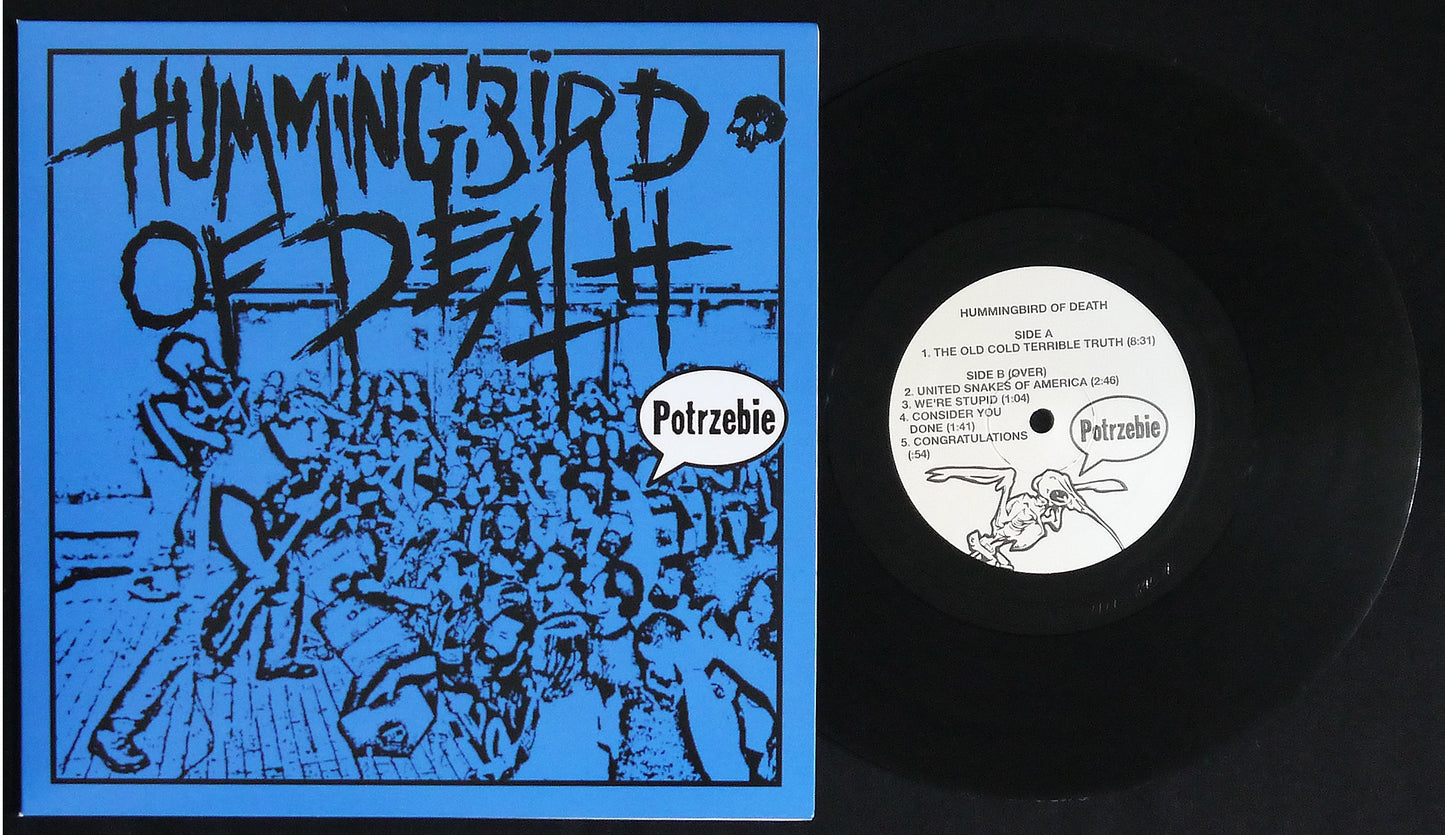 HUMMiNGBiRD
OF DEATH
Potrzebie
HUMMINGBIRD OF DEATH
SIDE A
1. THE OLD COLD TERRIBLE TRUTH (8:31)
SIDE B (OVER)
2. UNITED SNAKES OF AMERICA (2:46)
3. WE'RE STUPID (1:04)
4. CONSIDER YOU
DONE (1:41)
5. CONGRATULATIONS
(:54)
Potrzebie